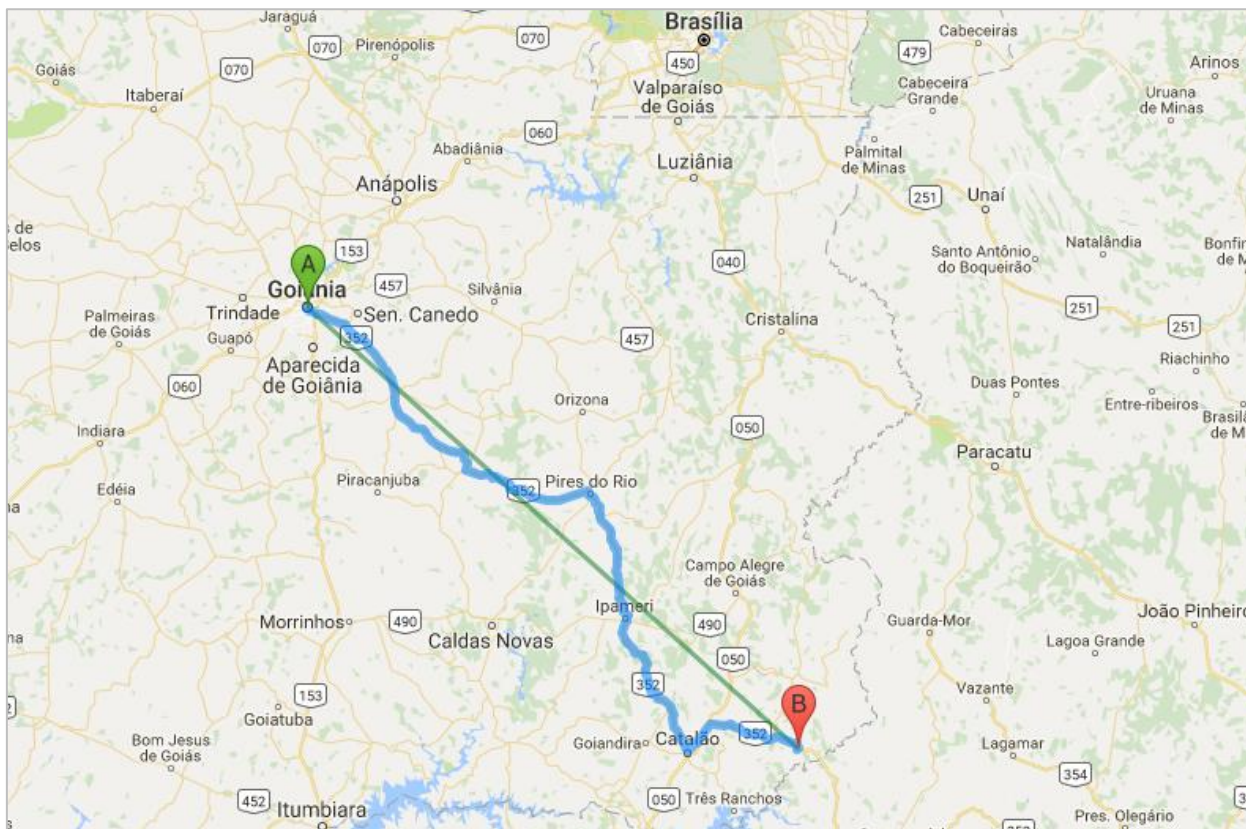 Jaraguá
Brasília
070
Pirenópolis
070
Cabeceiras
Goiás
070
450
479
Arinos
Itaberaí
Valparaíso
de Goiás
Cabeceira
Grande
Uruana
de Minas
060
Abadiânia
Luziânia
Palmital
de Minas
Anápolis
251
Unaí
s de
153
Santo Antônio
do Boqueirão
Natalândia
A
040
457
Goiânia
Silvânia
Trindade
Sen. Canedo
251
Palmeiras
de Goiás
Cristalina
251
Guapó
352
457
Riachinho
Aparecida
de Goiânia
060
Duas Pontes
Entre-ribeiros
Orizona
Indiara
050
Paracatu
Piracanjuba
352
Pires do Rio
Edéia
Campo Alegre
de Goiás
Ipameri
João Pinheiro
Morrinhos
490
Caldas Novas
490
Guarda-Mor
Lagoa Grande
050
352
153
Vazante
B
Goiatuba
352
Bom Jesus
de Goiás
Goiandira
Catalão
Lagamar
354
452
050
Três Ranchos
Itumbiara
Pres. Olegário